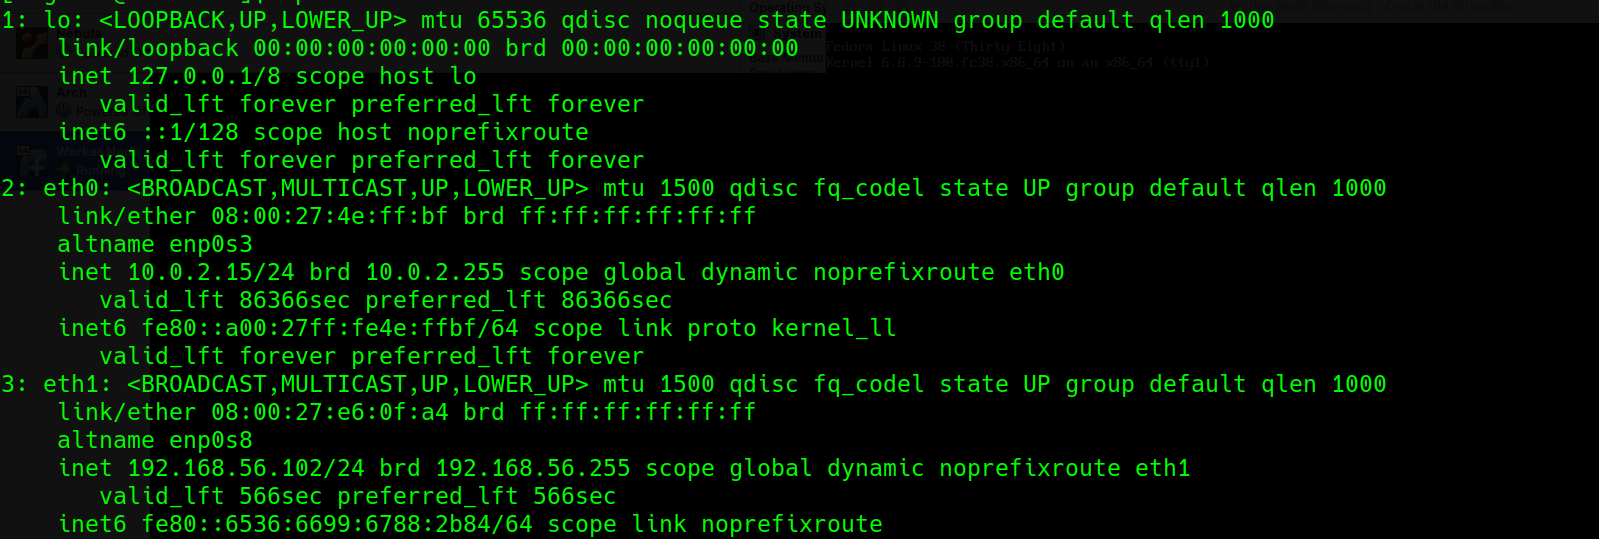 1: lo: <LOOPBACK,UP,LOWER_UP> mtu 65536 qdisc noqueue state UNKNOWN group default qlen 1000
    link/loopback 00:00:00:00:00:00 brd 00:00:00:00:00:00
    inet 127.0.0.1/8 scope host lo
       valid_lft forever preferred_lft forever
    inet6 ::1/128 scope host noprefixroute
       valid_lft forever preferred_lft forever
2: eth0: <BROADCAST,MULTICAST,UP,LOWER_UP> mtu 1500 qdisc fq_codel state UP group default qlen 1000
    link/ether 08:00:27:4e:ff:bf brd ff:ff:ff:ff:ff:ff
    altname enp0s3
    inet 10.0.2.15/24 brd 10.0.2.255 scope global dynamic noprefixroute eth0
       valid_lft 86366sec preferred_lft 86366sec
    inet6 fe80::a00:27ff:fe4e:ffbf/64 scope link proto kernel_ll
       valid_lft forever preferred_lft forever
3: eth1: <BROADCAST,MULTICAST,UP,LOWER_UP> mtu 1500 qdisc fq_codel state UP group default qlen 1000
    link/ether 08:00:27:e6:0f:a4 brd ff:ff:ff:ff:ff:ff
    altname enp0s8
    inet 192.168.56.102/24 brd 192.168.56.255 scope global dynamic noprefixroute eth1
       valid_lft 566sec preferred_lft 566sec
    inet6 fe80::6536:6699:6788:2b84/64 scope link noprefixroute
Nebula
Arch
Running
System
Fedora Linux 38 (Thirty Eight)
Kernel 6.8.9-100.fc38.x86_64 on an x86_64 (tty1)